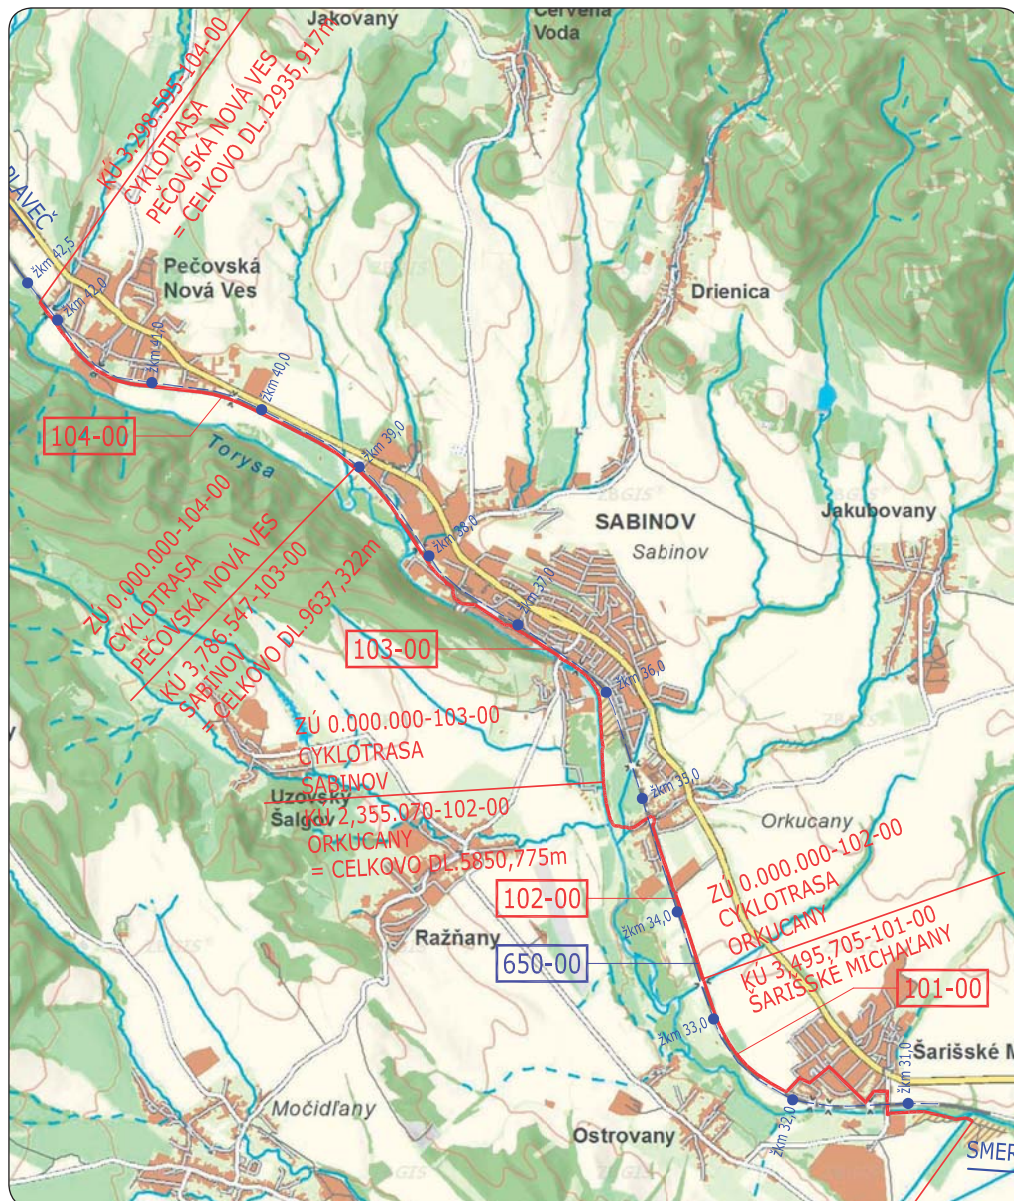 Jakovany
Červená
Voda
KÚ 3.298.595-104-00
CYKLOTRASA
PEČOVSKÁ NOVÁ VES
= CELKOVO DL.12935,917m
PLAVEČ
žkm 42,5
žkm 42,0
Pečovská
Nová Ves
žkm 41,0
žkm 40,0
Drienica
104-00
Torysa
žkm 39,0
ZÚ 0.000.000-104-00
CYKLOTRASA
PEČOVSKÁ NOVÁ VES
KÚ 3,786.547-103-00
SABINOV
= CELKOVO DL.9637,322m
žkm 38,0
SABINOV
Sabinov
ZBGIS®
Jakubovany
žkm 37,0
103-00
žkm 36,0
ZÚ 0.000.000-103-00
CYKLOTRASA
SABINOV
KÚ 2,355.070-102-00
ORKUCANY
= CELKOVO DL.5850,775m
Uzovský
Šalgov
žkm 35,0
Orkucany
ZÚ 0.000.000-102-00
CYKLOTRASA
ORKUCANY
KÚ 3,495,705-101-00
ŠARIŠSKÉ MICHAĽANY
102-00
žkm 34,0
Ražňany
650-00
101-00
žkm 33,0
Šarišské M
žkm 31,0
žkm 32,0
Močidľany
Ostrovany
SMER